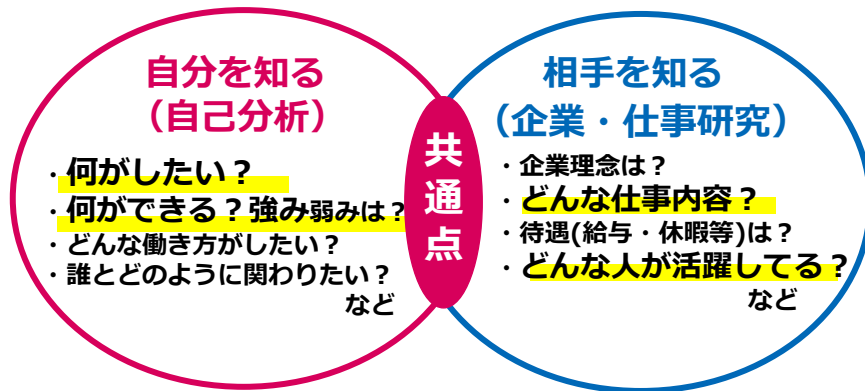 自分を知る
（自己分析）
・何がしたい？
・何ができる？強み弱みは？
・どんな働き方がしたい？
・誰とどのように関わりたい？
など
共通点
相手を知る
（企業・仕事研究）
・企業理念は？
・どんな仕事内容？
・待遇(給与・休暇等)は？
・どんな人が活躍してる？
など